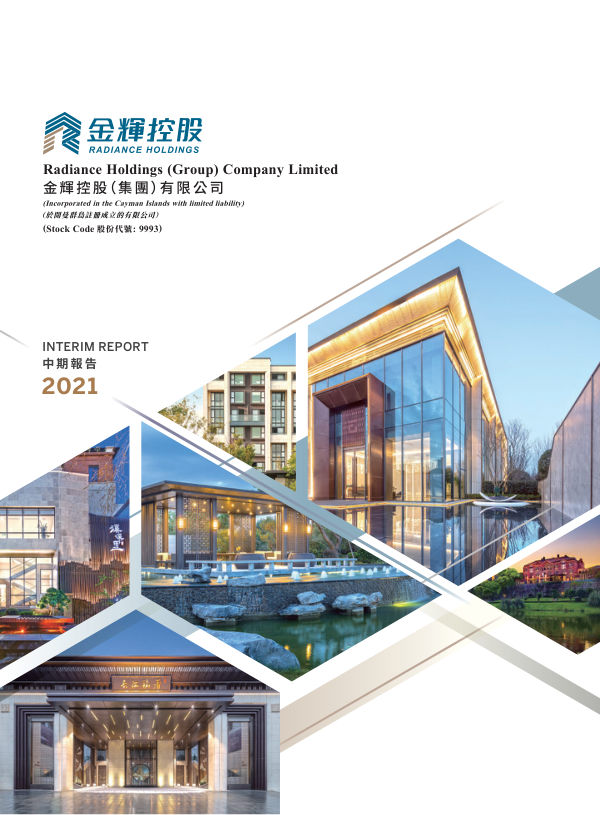 金輝控股
RADIANCE HOLDINGS
Radiance Holdings (Group) Company Limited
金輝控股(集團)有限公司
(Incorporated in the Cayman Islands with limited liability)
(於開曼群島註冊成立的有限公司)
(Stock Code 股份代號: 9993)
INTERIM REPORT
中期報告
2021